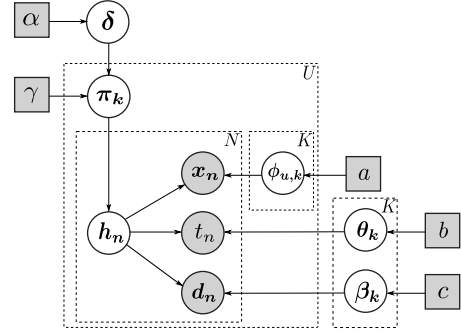 α δ
U
γ π_k
N K
x_n ϕ_{u,k} a
K
h_n t_n θ_k b
d_n β_k c